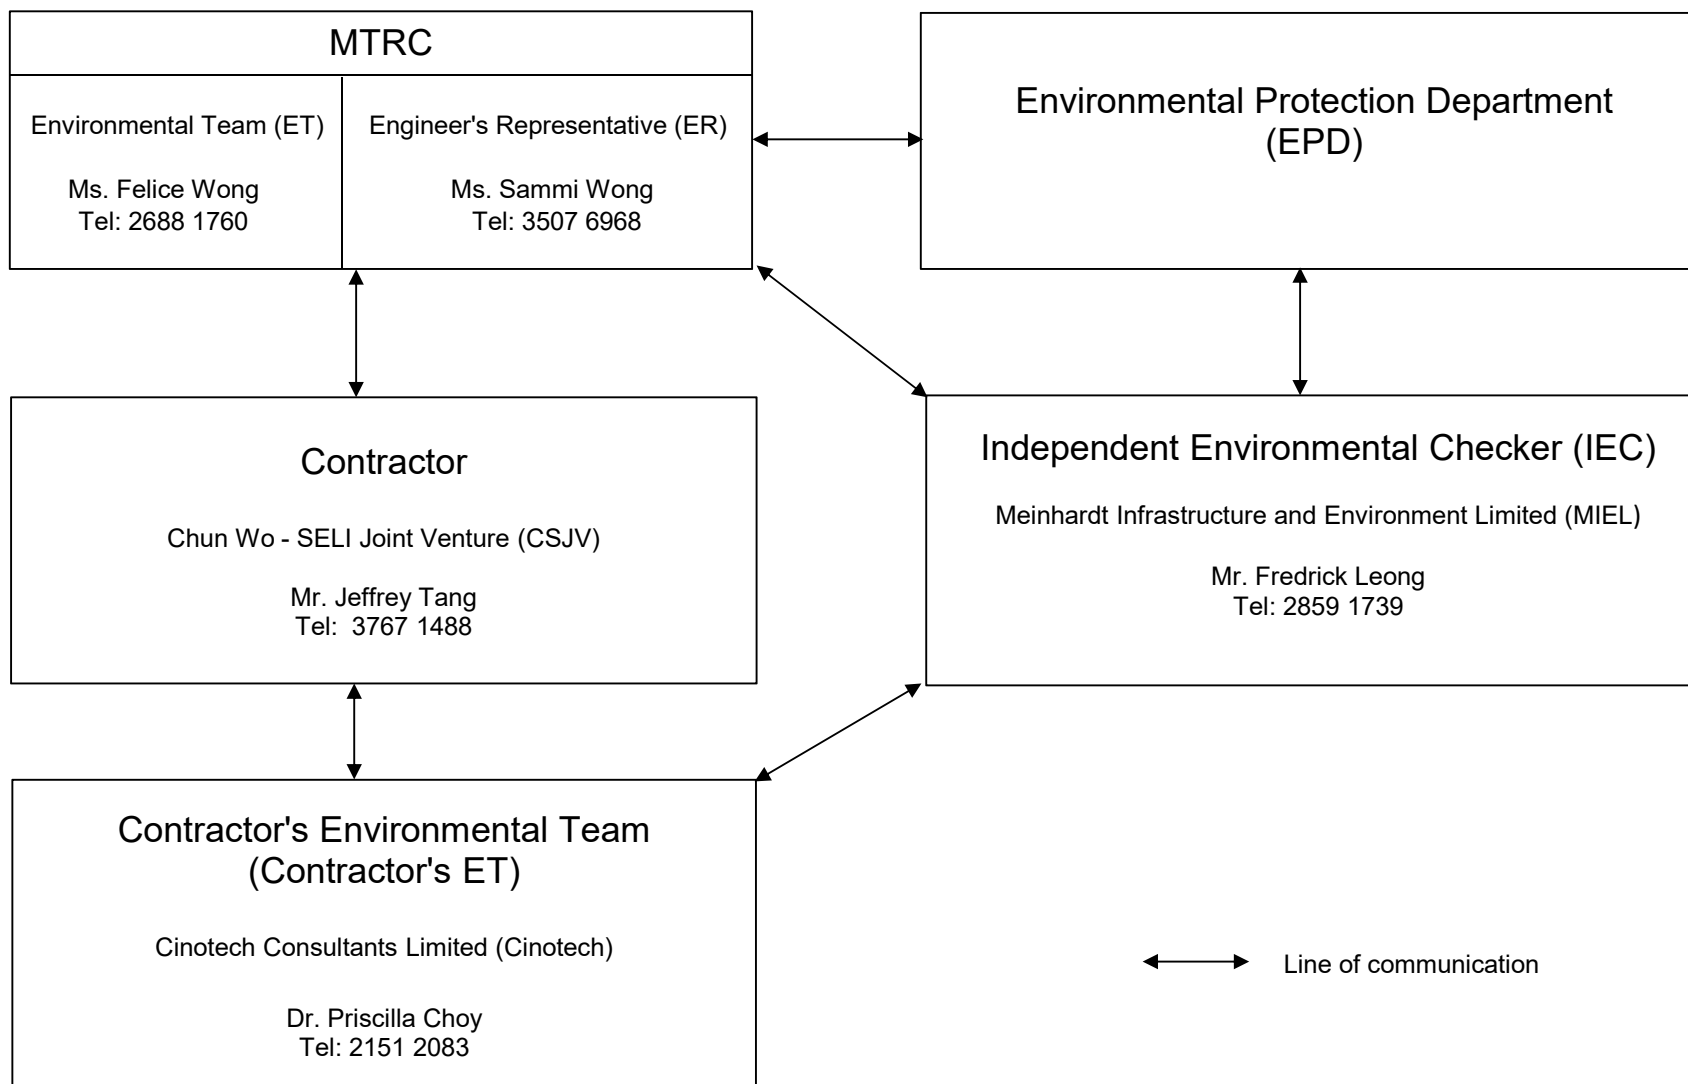 MTRC
Environmental Team (ET)
Ms. Felice Wong
Tel: 2688 1760
Engineer's Representative (ER)
Ms. Sammi Wong
Tel: 3507 6968
Environmental Protection Department
(EPD)
Contractor
Chun Wo - SELI Joint Venture (CSJV)
Mr. Jeffrey Tang
Tel:  3767 1488
Independent Environmental Checker (IEC)
Meinhardt Infrastructure and Environment Limited (MIEL)
Mr. Fredrick Leong
Tel: 2859 1739
Contractor's Environmental Team
(Contractor's ET)
Cinotech Consultants Limited (Cinotech)
Dr. Priscilla Choy
Tel: 2151 2083
Line of communication